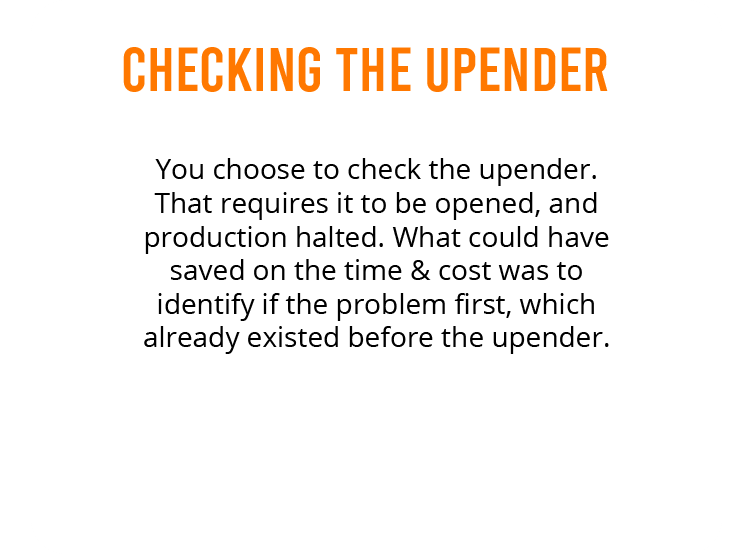 CHECKING THE UPENDER
You choose to check the upender.
That requires it to be opened, and
production halted. What could have
saved on the time & cost was to
identify if the problem first, which
already existed before the upender.